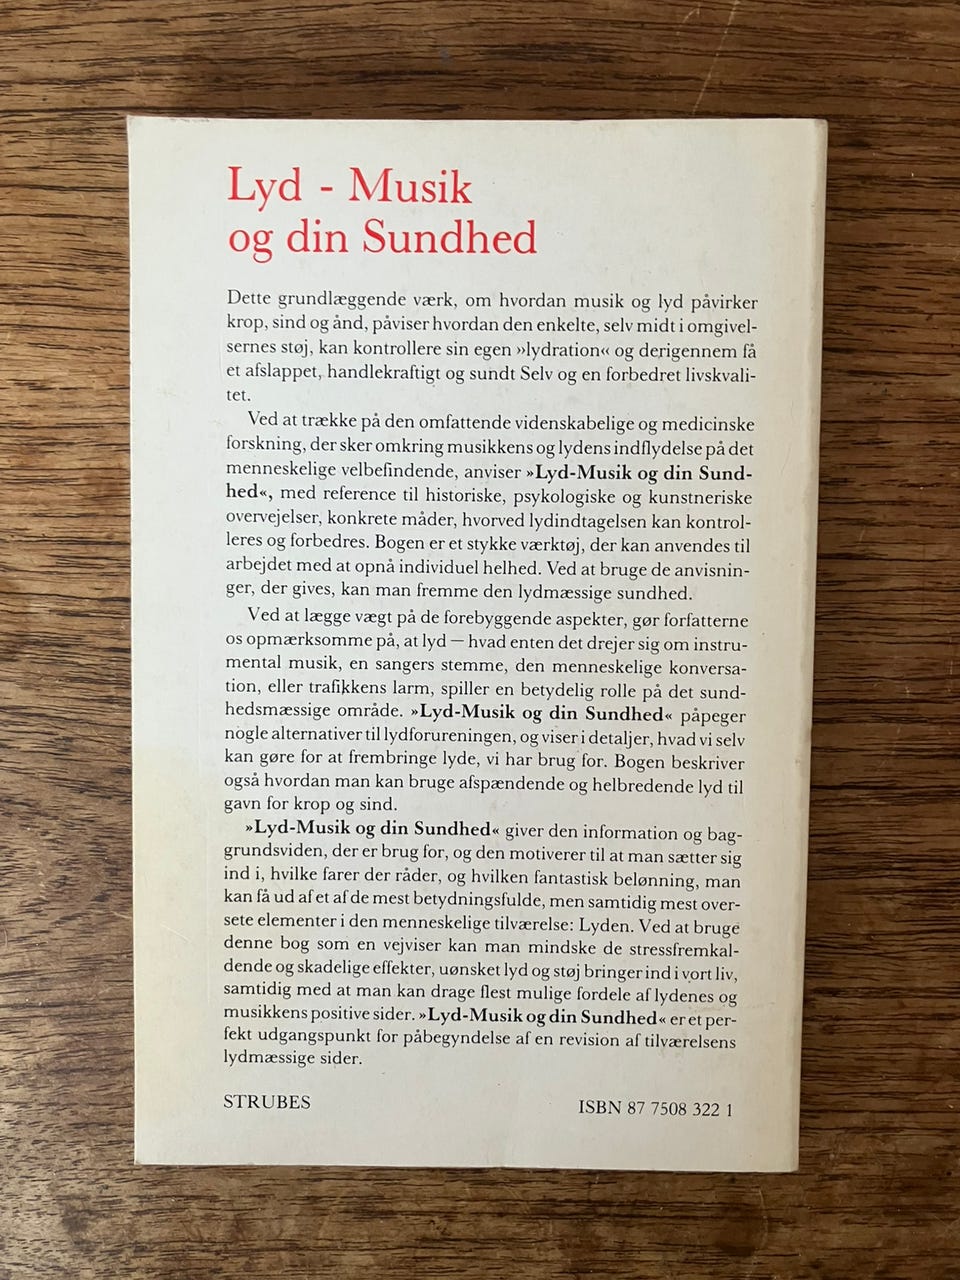 Lyd - Musik
og din Sundhed
Dette grundlæggende værk, om hvordan musik og lyd påvirker
krop, sind og ånd, påviser hvordan den enkelte, selv midt i omgivel-
sernes støj, kan kontrollere sin egen »lydration« og derigennem få
et afslappet, handlekraftigt og sundt Selv og en forbedret livskvali-
tet.
Ved at trække på den omfattende videnskabelige og medicinske
forskning, der sker omkring musikkens og lydens indflydelse på det
menneskelige velbefindende, anviser »Lyd-Musik og din Sund-
hed«, med reference til historiske, psykologiske og kunstneriske
overvejelser, konkrete måder, hvorved lydindtagelsen kan kontrol-
leres og forbedres. Bogen er et stykke værktøj, der kan anvendes til
arbejdet med at opnå individuel helhed. Ved at bruge de anvisnin-
ger, der gives, kan man fremme den lydmæssige sundhed.
Ved at lægge vægt på de forebyggende aspekter, gør forfatterne
os opmærksomme på, at lyd — hvad enten det drejer sig om instru-
mental musik, en sangers stemme, den menneskelige konversa-
tion, eller trafikkens larm, spiller en betydelig rolle på det sund-
hedsmæssige område. »Lyd-Musik og din Sundhed« påpeger
nogle alternativer til lydforureningen, og viser i detaljer, hvad vi selv
kan gøre for at frembringe lyde, vi har brug for. Bogen beskriver
også hvordan man kan bruge afspændende og helbredende lyd til
gavn for krop og sind.
»Lyd-Musik og din Sundhed« giver den information og bag-
grundsviden, der er brug for, og den motiverer til at man sætter sig
ind i, hvilke farer der råder, og hvilken fantastisk belønning, man
kan få ud af et af de mest betydningsfulde, men samtidig mest over-
sete elementer i den menneskelige tilværelse: Lyden. Ved at bruge
denne bog som en vejviser kan man mindske de stressfremkal-
dende og skadelige effekter, uønsket lyd og støj bringer ind i vort liv,
samtidig med at man kan drage flest mulige fordele af lydenes og
musikkens positive sider. »Lyd-Musik og din Sundhed« er et per-
fekt udgangspunkt for påbegyndelse af en revision af tilværelsens
lydmæssige sider.
STRUBES
ISBN 87 7508 322 1